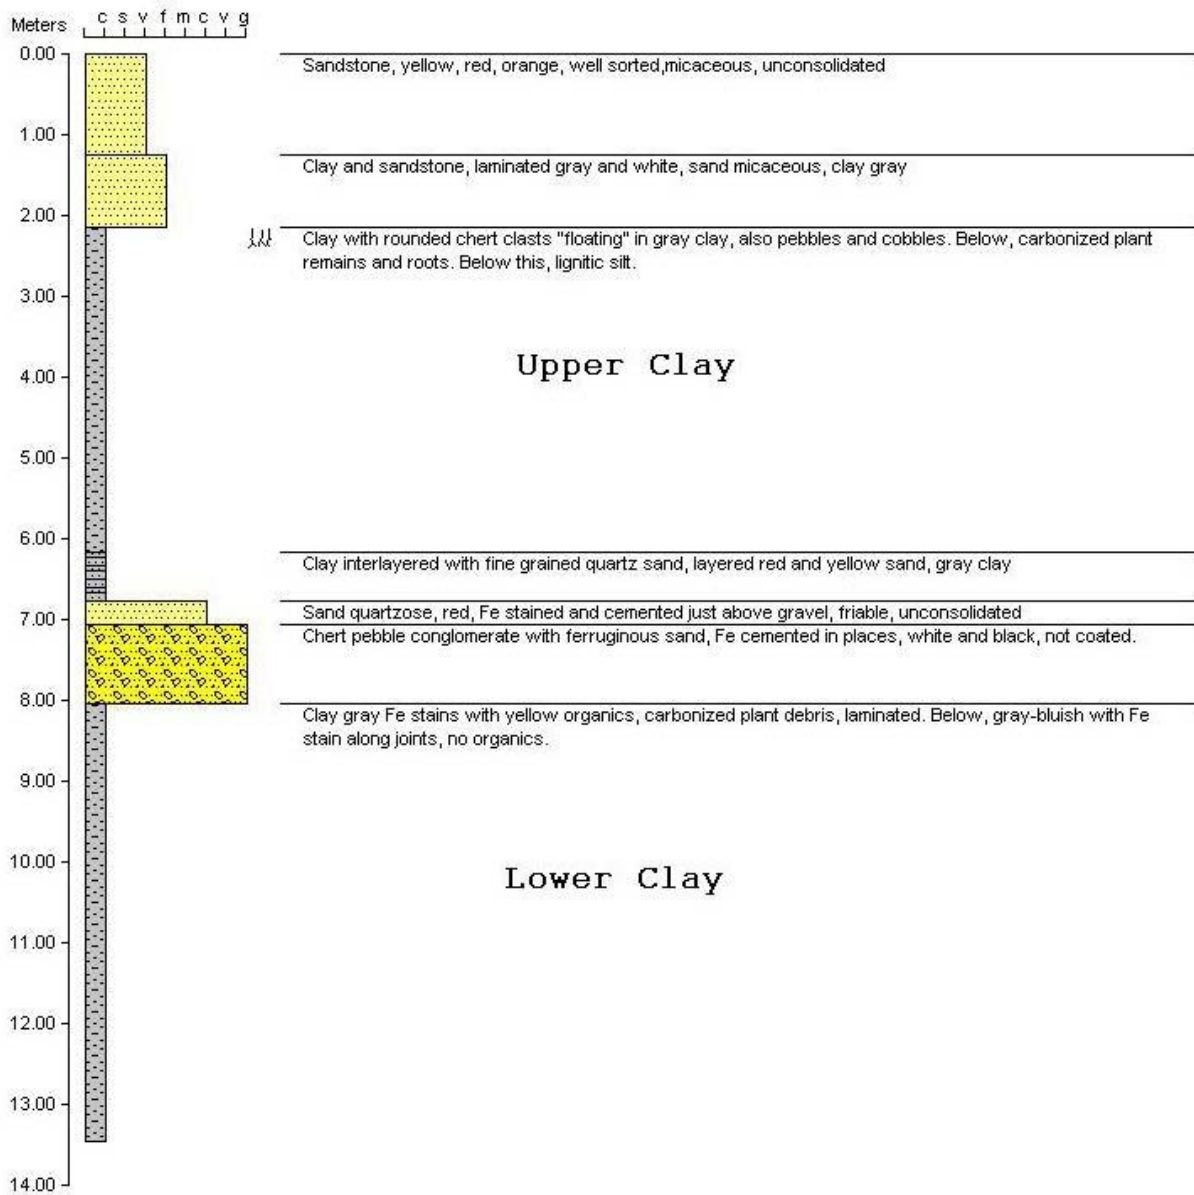 Meters c s v f m c v g
0.00
Sandstone, yellow, red, orange, well sorted,micaceous, unconsolidated
1.00
Clay and sandstone, laminated gray and white, sand micaceous, clay gray
2.00
Clay with rounded chert clasts "floating" in gray clay, also pebbles and cobbles. Below, carbonized plant
remains and roots. Below this, lignitic silt.
3.00
Upper Clay
4.00
5.00
6.00
Clay interlayered with fine grained quartz sand, layered red and yellow sand, gray clay
Sand quartzose, red, Fe stained and cemented just above gravel, friable, unconsolidated
7.00
Chert pebble conglomerate with ferruginous sand, Fe cemented in places, white and black, not coated.
8.00
Clay gray Fe stains with yellow organics, carbonized plant debris, laminated. Below, gray-bluish with Fe
stain along joints, no organics.
9.00
10.00
Lower Clay
11.00
12.00
13.00
14.00